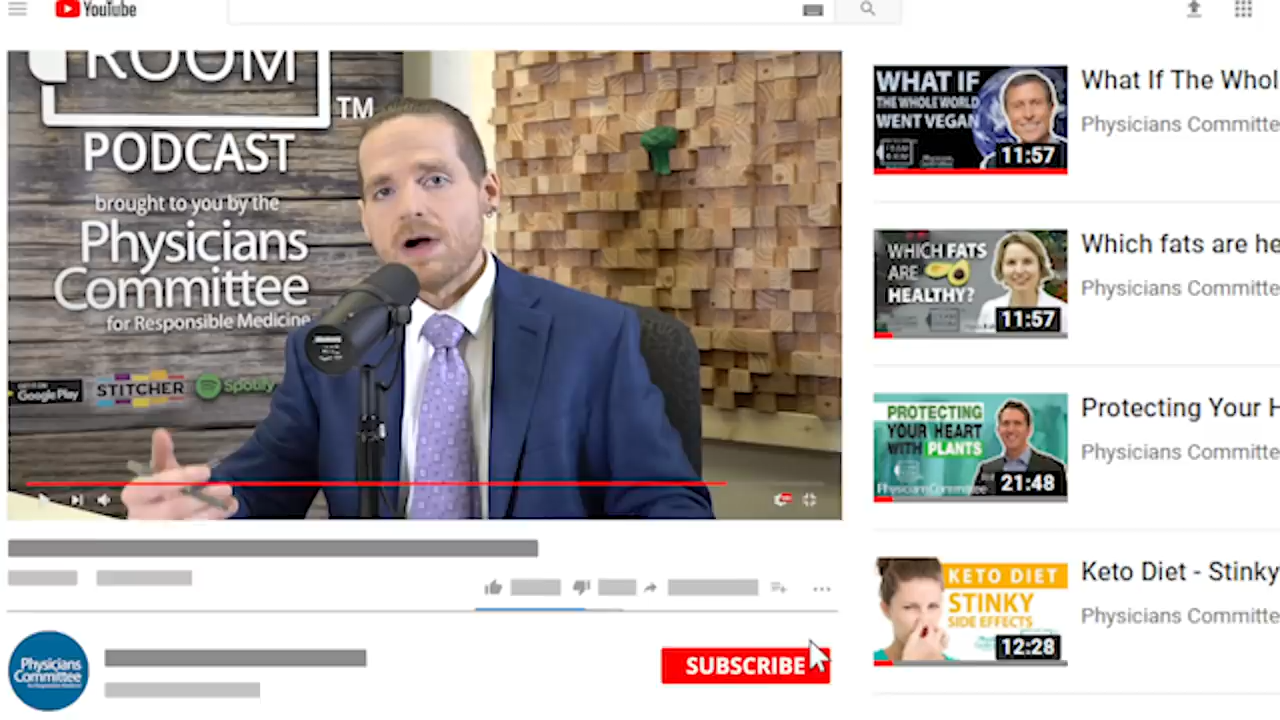 YouTube
ROOM
TM
PODCAST
brought to you by the
Physicians
Committee
for Responsible Medicine
Google Play
STITCHER
Spotify
Physicians
Committee
SUBSCRIBE
WHAT IF
THE WHOLE WORLD
WENT VEGAN
11:57
What If The Whol
Physicians Committe
WHICH FATS
ARE
HEALTHY?
11:57
Which fats are he
Physicians Committe
PROTECTING
YOUR HEART
WITH PLANTS
PhysiciansCommittee
21:48
Protecting Your H
Physicians Committe
KETO DIET
STINKY
SIDE EFFECTS
12:28
Keto Diet - Stinky
Physicians Committe